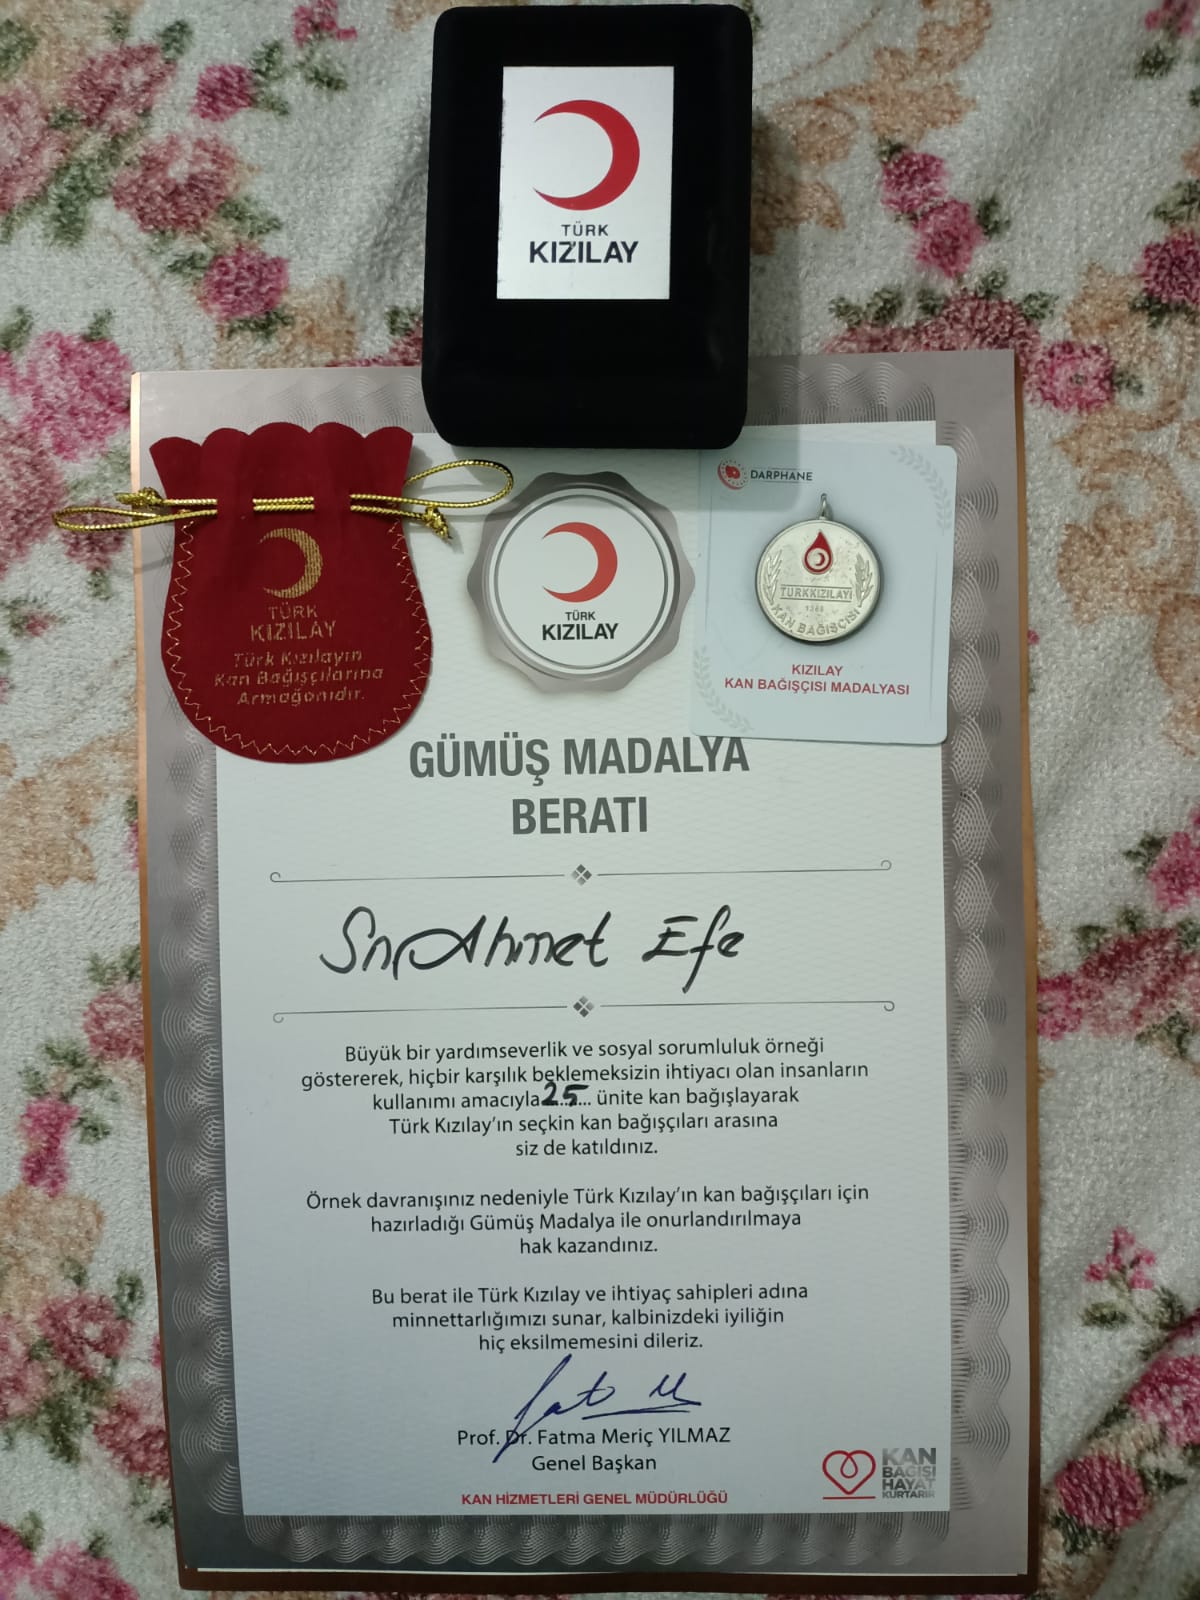 TÜRK
KIZILAY
TÜRK
KIZILAY
Türk Kızılayın
Kan Bağışçılarına
Armağanıdır.
TÜRK
KIZILAY
DARPHANE
TÜRKKIZILAYI
1868
KAN BAĞIŞÇISI
KIZILAY
KAN BAĞIŞÇISI MADALYASI
GÜMÜŞ MADALYA
BERATI
Sn Ahmet Efe
Büyük bir yardımseverlik ve sosyal sorumluluk örneği
göstererek, hiçbir karşılık beklemeksizin ihtiyacı olan insanların
kullanımı amacıyla 25 ünite kan bağışlayarak
Türk Kızılay'ın seçkin kan bağışçıları arasına
siz de katıldınız.
Örnek davranışınız nedeniyle Türk Kızılay'ın kan bağışçıları için
hazırladığı Gümüş Madalya ile onurlandırılmaya
hak kazandınız.
Bu berat ile Türk Kızılay ve ihtiyaç sahipleri adına
minnettarlığımızı sunar, kalbinizdeki iyiliğin
hiç eksilmemesini dileriz.
Prof. Dr. Fatma Meriç YILMAZ
Genel Başkan
KAN HİZMETLERİ GENEL MÜDÜRLÜĞÜ
KAN
BAĞIŞI
HAYAT
KURTARIR